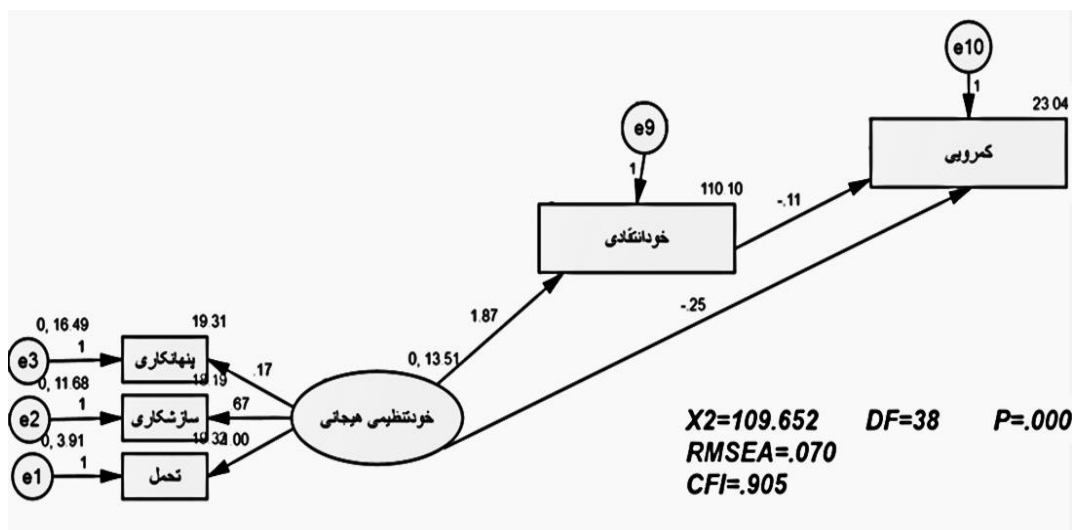 e10
1
23.04
کمرویی
e9
1
110.10
خودانتقادی
-.11
-.25
1.87
0, 16.49
19.31
e3
1
پنهانکاری
.17
0, 13.51
0, 11.68
18.19
e2
1
سازشکاری
.67
خودتنظیمی هیجانی
0, 3.91
e1
1
تحمل
X2=109.652 DF=38 P=.000
RMSEA=.070
CFI=.905